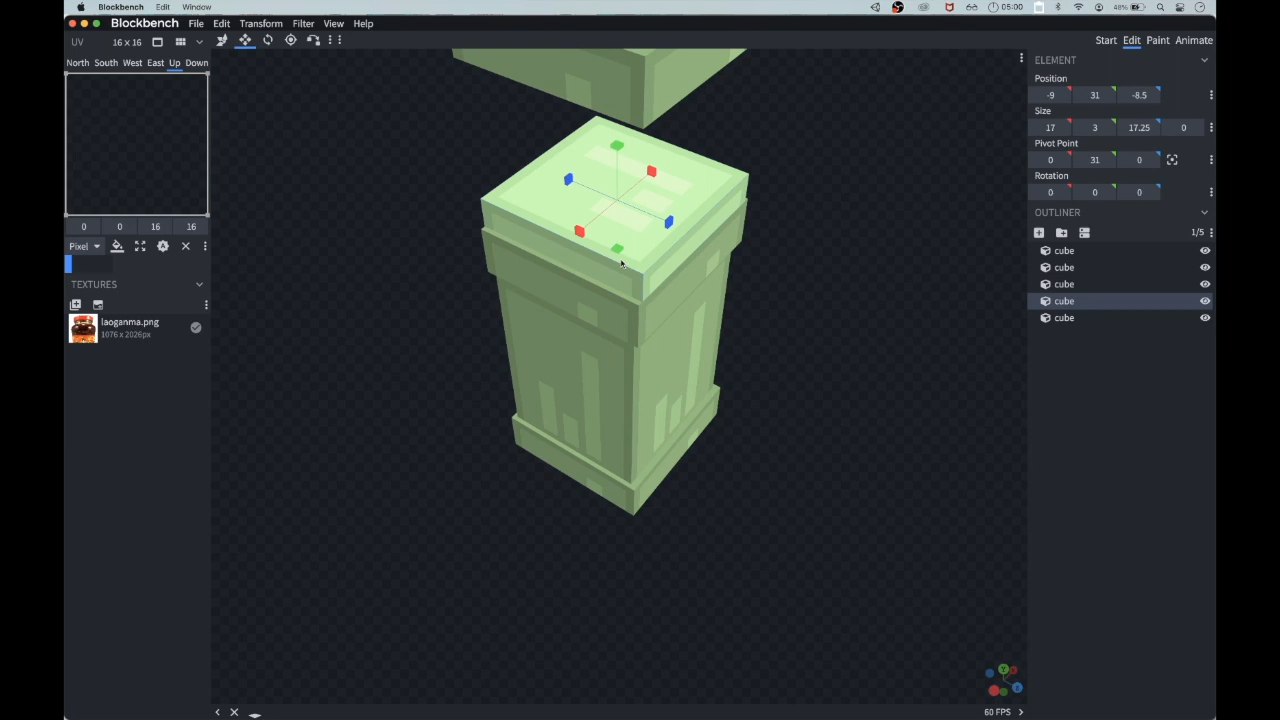 Blockbench Edit Window 05:00 48%
Blockbench File Edit Transform Filter View Help
UV 16 x 16 Start Edit Paint Animate
North South West East Up Down
ELEMENT
Position
-9 31 -8.5
Size
17 3 17.25 0
Pivot Point
0 31 0
Rotation
0 0 0
OUTLINER
1/5
cube
cube
cube
cube
cube
0 0 16 16
Pixel
TEXTURES
laoganma.png
1076 x 2026px
60 FPS